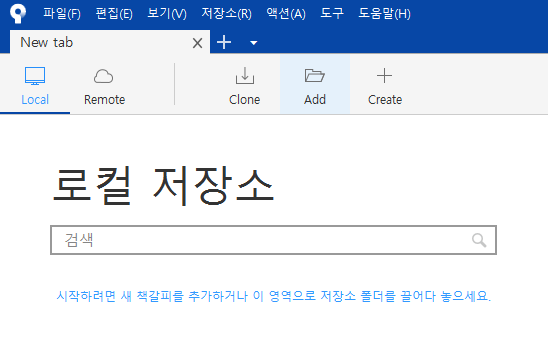 파일(F) 편집(E) 보기(V) 저장소(R) 액션(A) 도구 도움말(H)
New tab
Local Remote Clone Add Create
로컬 저장소
검색
시작하려면 새 책갈피를 추가하거나 이 영역으로 저장소 폴더를 끌어다 놓으세요.